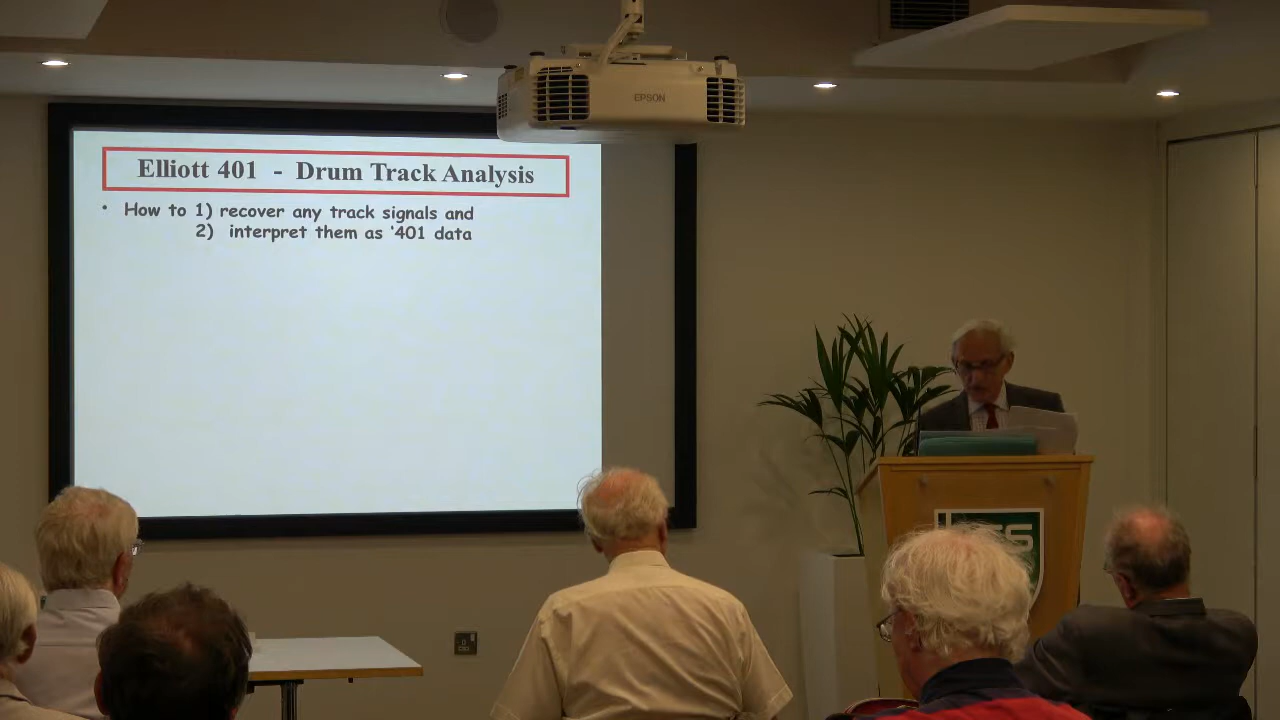 EPSON
Elliott 401 - Drum Track Analysis
• How to 1) recover any track signals and
2) interpret them as '401 data